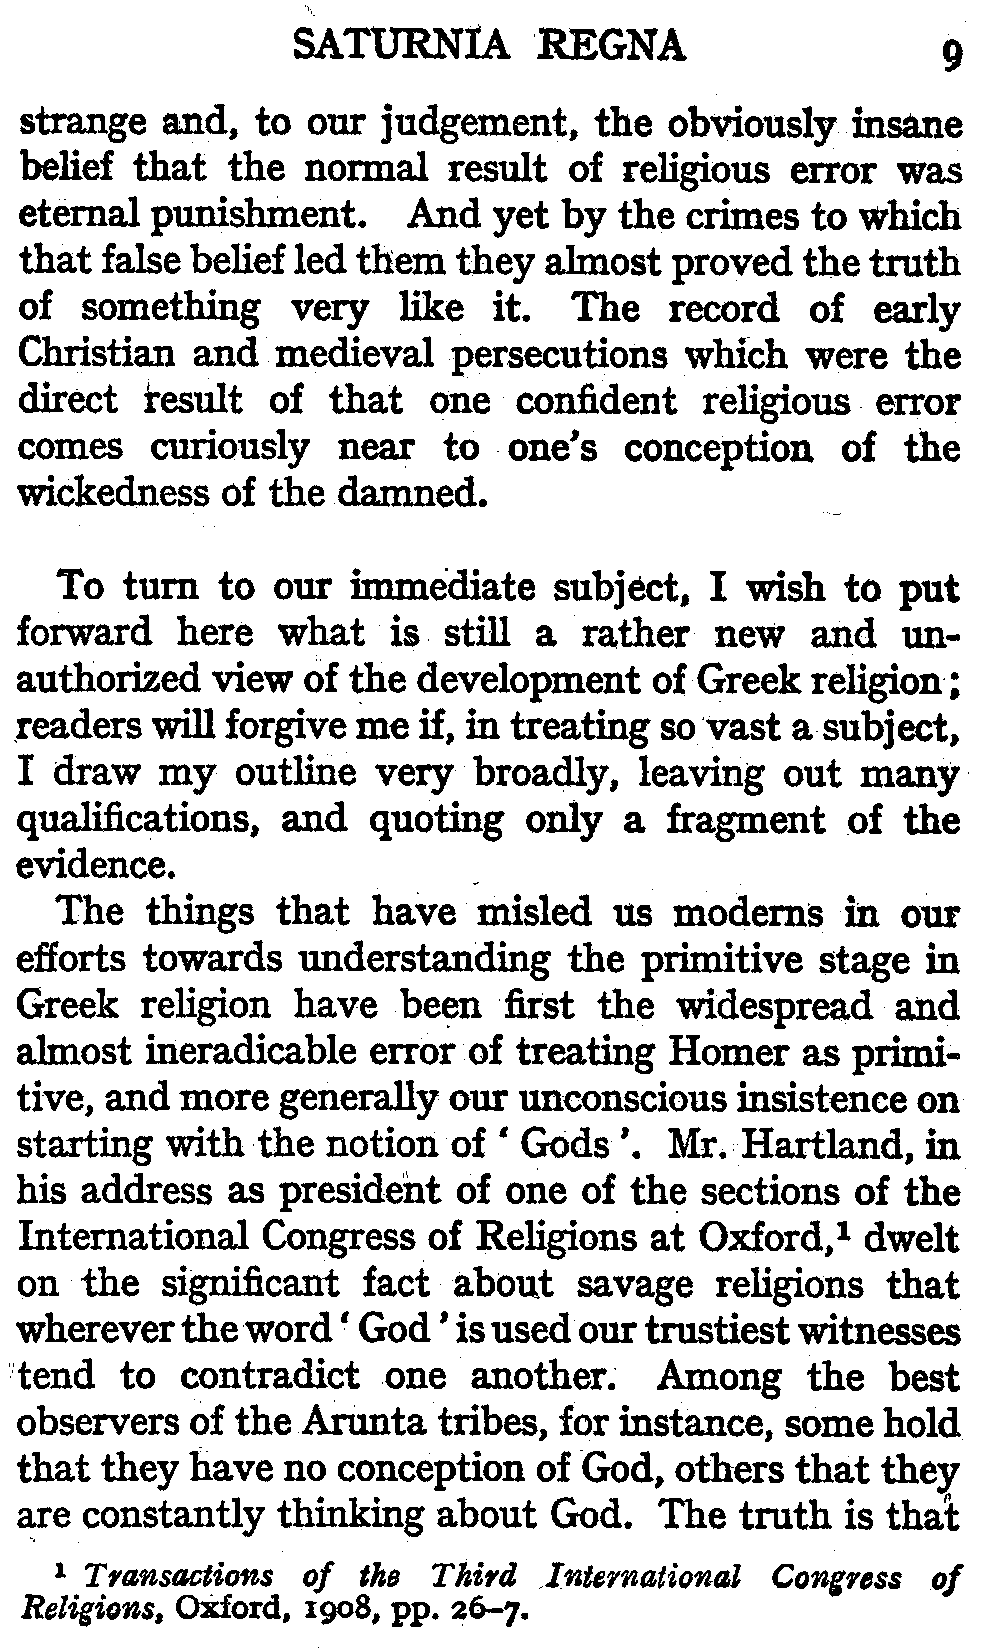 SATURNIA REGNA 9
strange and, to our judgement, the obviously insane
belief that the normal result of religious error was
eternal punishment. And yet by the crimes to which
that false belief led them they almost proved the truth
of something very like it. The record of early
Christian and medieval persecutions which were the
direct result of that one confident religious error
comes curiously near to one's conception of the
wickedness of the damned.
To turn to our immediate subject, I wish to put
forward here what is still a rather new and un-
authorized view of the development of Greek religion;
readers will forgive me if, in treating so vast a subject,
I draw my outline very broadly, leaving out many
qualifications, and quoting only a fragment of the
evidence.
The things that have misled us moderns in our
efforts towards understanding the primitive stage in
Greek religion have been first the widespread and
almost ineradicable error of treating Homer as primi-
tive, and more generally our unconscious insistence on
starting with the notion of ‘ Gods ’. Mr. Hartland, in
his address as president of one of the sections of the
International Congress of Religions at Oxford,¹ dwelt
on the significant fact about savage religions that
wherever the word ‘ God ’ is used our trustiest witnesses
tend to contradict one another. Among the best
observers of the Arunta tribes, for instance, some hold
that they have no conception of God, others that they
are constantly thinking about God. The truth is that
¹ Transactions of the Third International Congress of
Religions, Oxford, 1908, pp. 26–7.